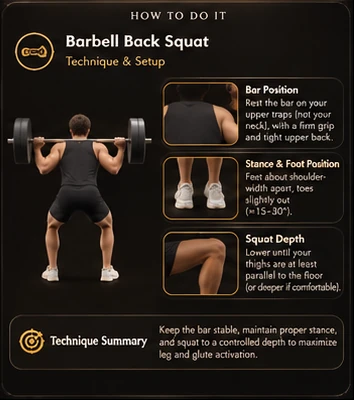 HOW TO DO IT
Barbell Back Squat
Technique & Setup
Bar Position
Rest the bar on your
upper traps (not your
neck), with a firm grip
and tight upper back.
Stance & Foot Position
Feet about shoulder-
width apart, toes
slightly out
(≈15–30°).
Squat Depth
Lower until your
thighs are at least
parallel to the floor
(or deeper if comfortable).
Technique Summary
Keep the bar stable, maintain proper stance,
and squat to a controlled depth to maximize
leg and glute activation.